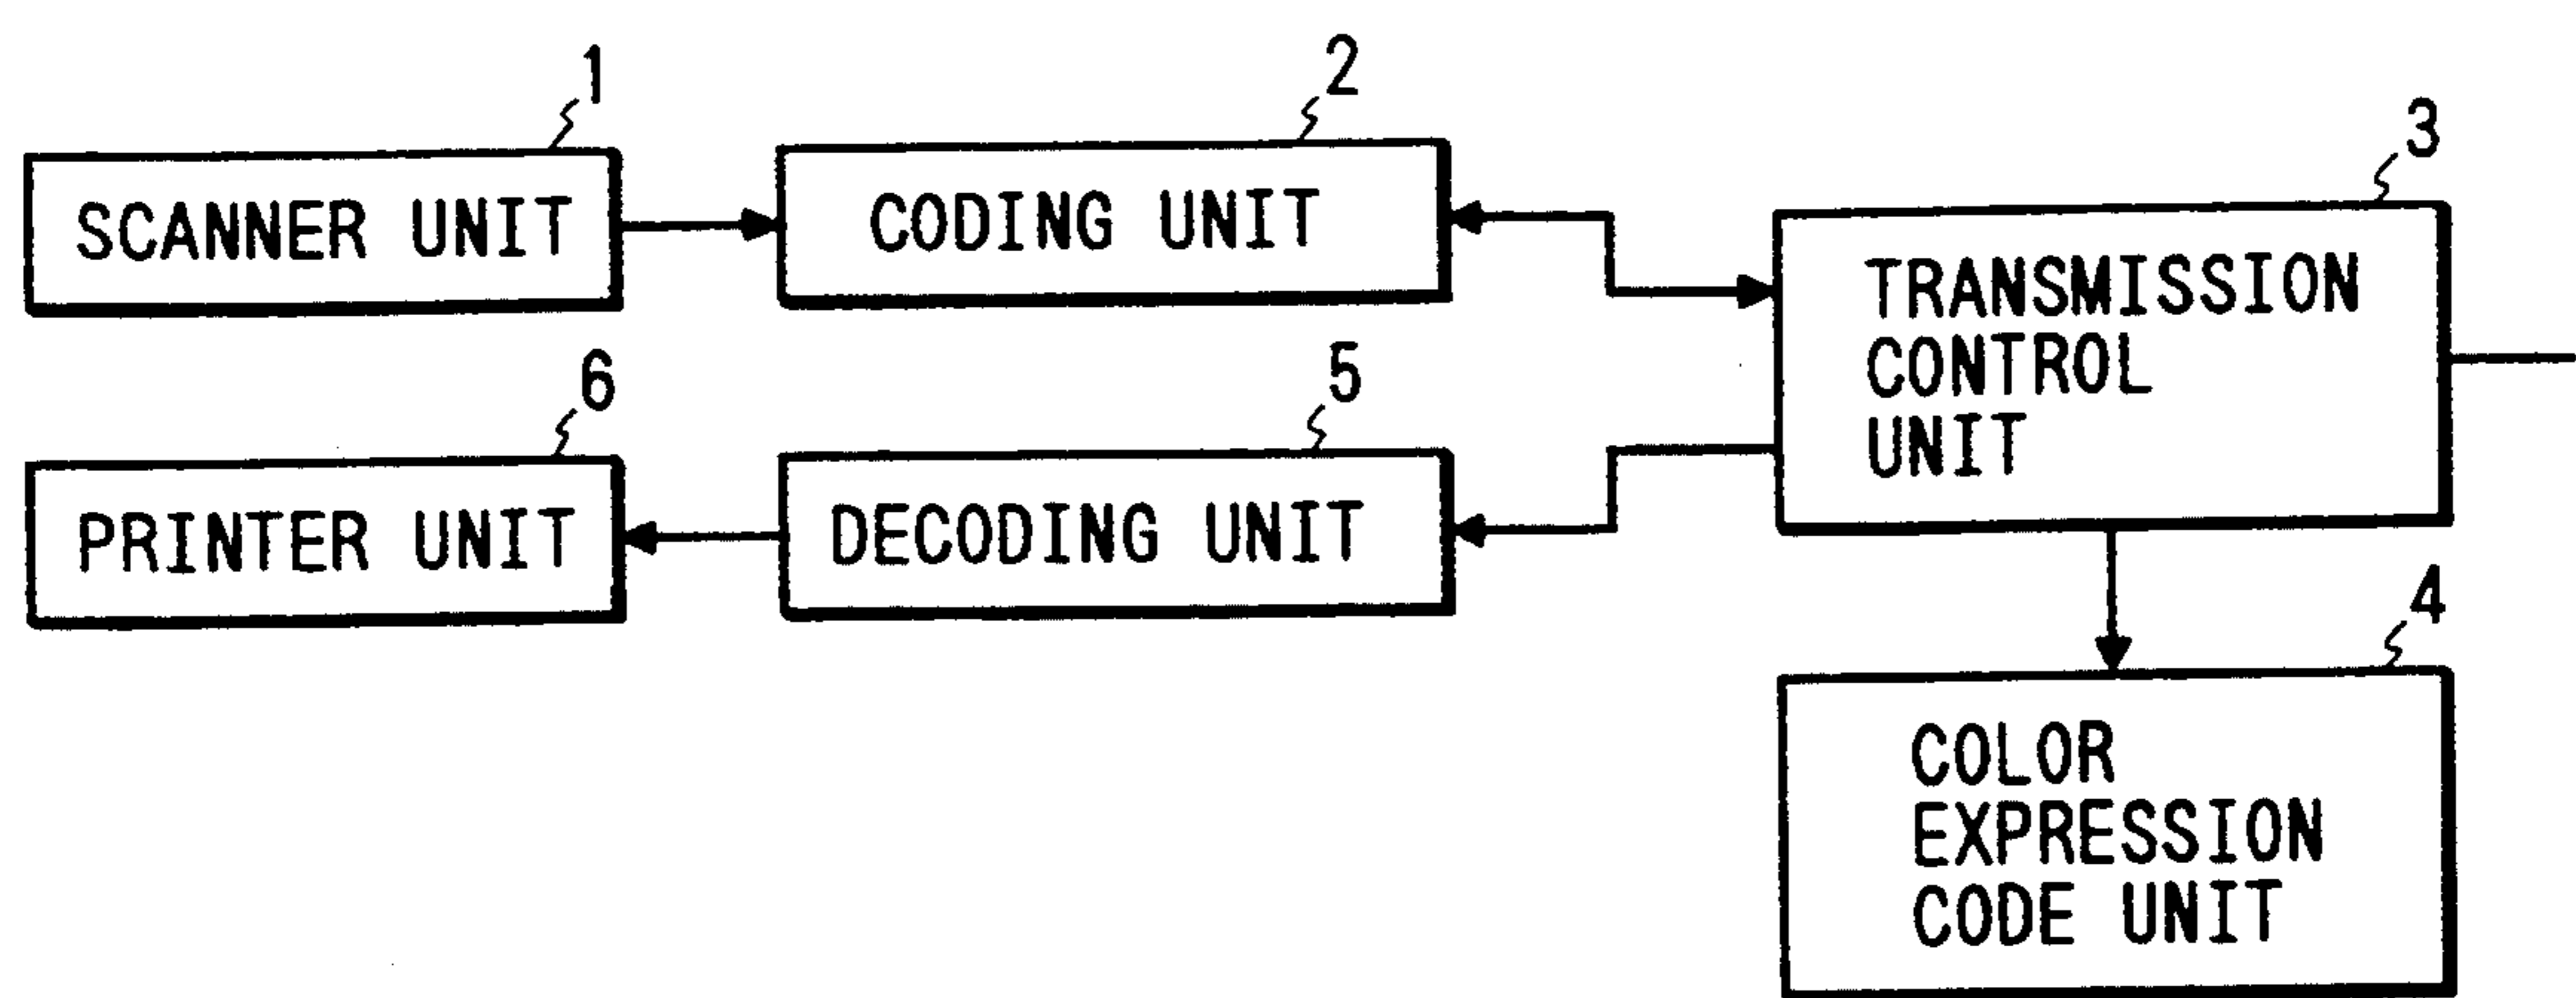 1
SCANNER UNIT
2
CODING UNIT
3
TRANSMISSION
CONTROL
UNIT
6
PRINTER UNIT
5
DECODING UNIT
4
COLOR
EXPRESSION
CODE UNIT